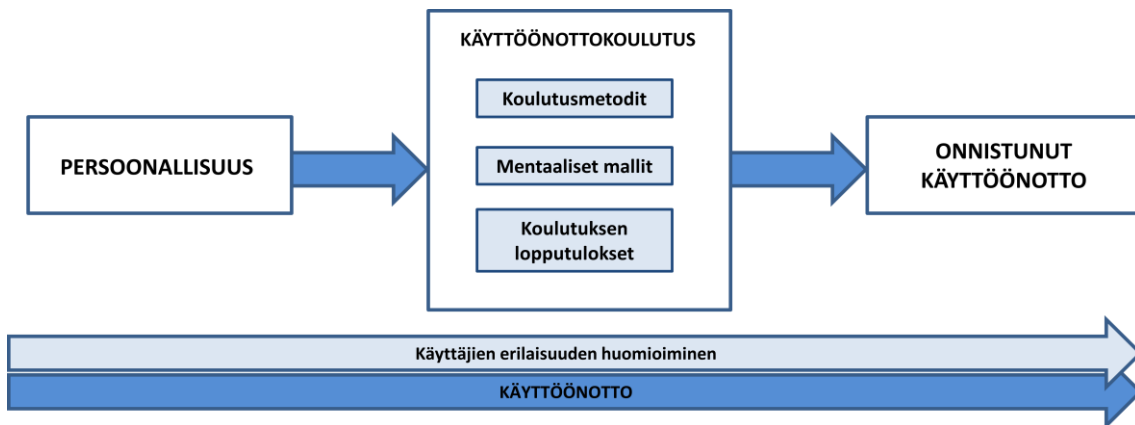 PERSOONALLISUUS
KÄYTTÖÖNOTTOKOULUTUS
Koulutusmetodit
Mentaaliset mallit
Koulutuksen
lopputulokset
ONNISTUNUT
KÄYTTÖÖNOTTO
Käyttäjien erilaisuuden huomioiminen
KÄYTTÖÖNOTTO